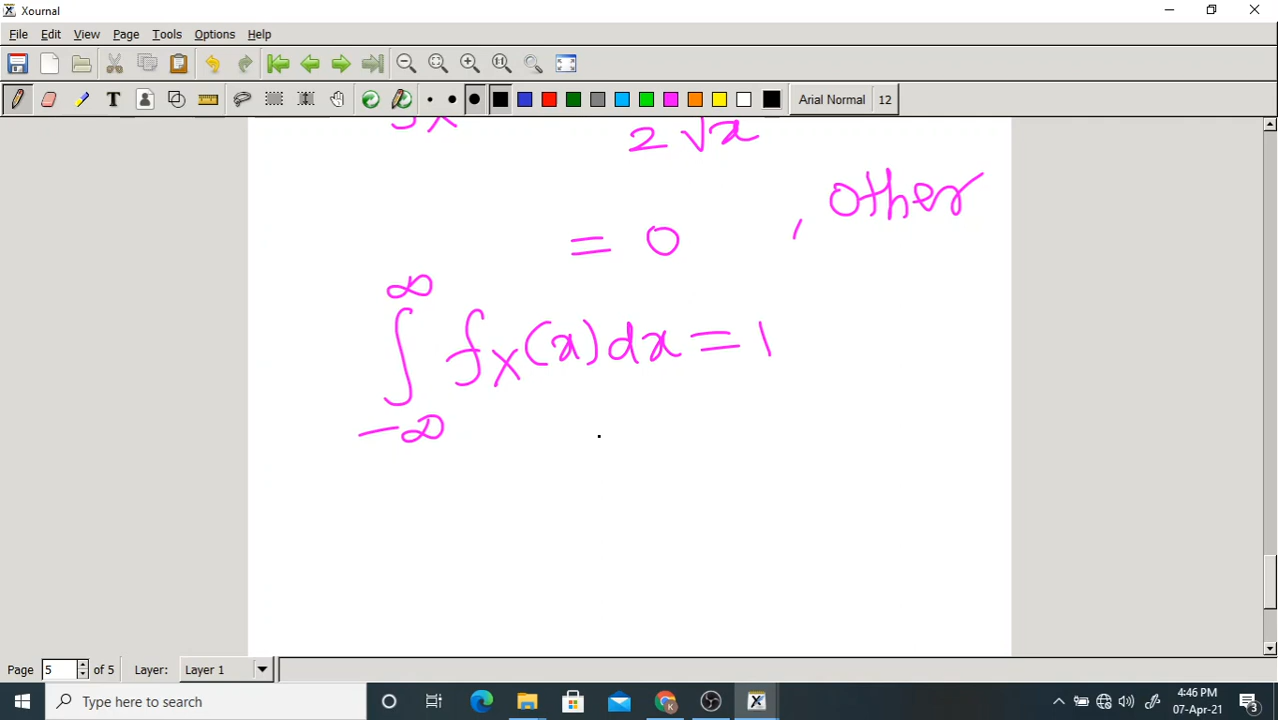 Xournal
File Edit View Page Tools Options Help
Arial Normal 12
2 √x
= 0 , other
∞
∫ fX(x)dx = 1
-∞
Page 5 of 5 Layer: Layer 1
Type here to search
4:46 PM
07-Apr-21
3